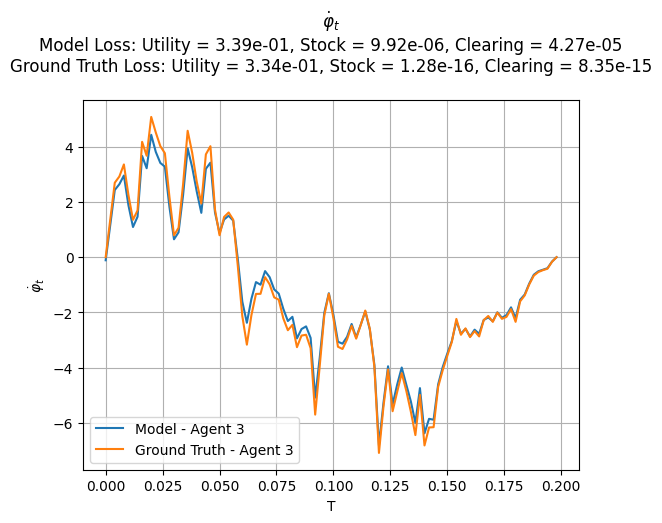 φ̇ₜ
Model Loss: Utility = 3.39e-01, Stock = 9.92e-06, Clearing = 4.27e-05
Ground Truth Loss: Utility = 3.34e-01, Stock = 1.28e-16, Clearing = 8.35e-15
4
2
0
−2
−4
−6
φ̇ₜ
Model - Agent 3
Ground Truth - Agent 3
0.000 0.025 0.050 0.075 0.100 0.125 0.150 0.175 0.200
T